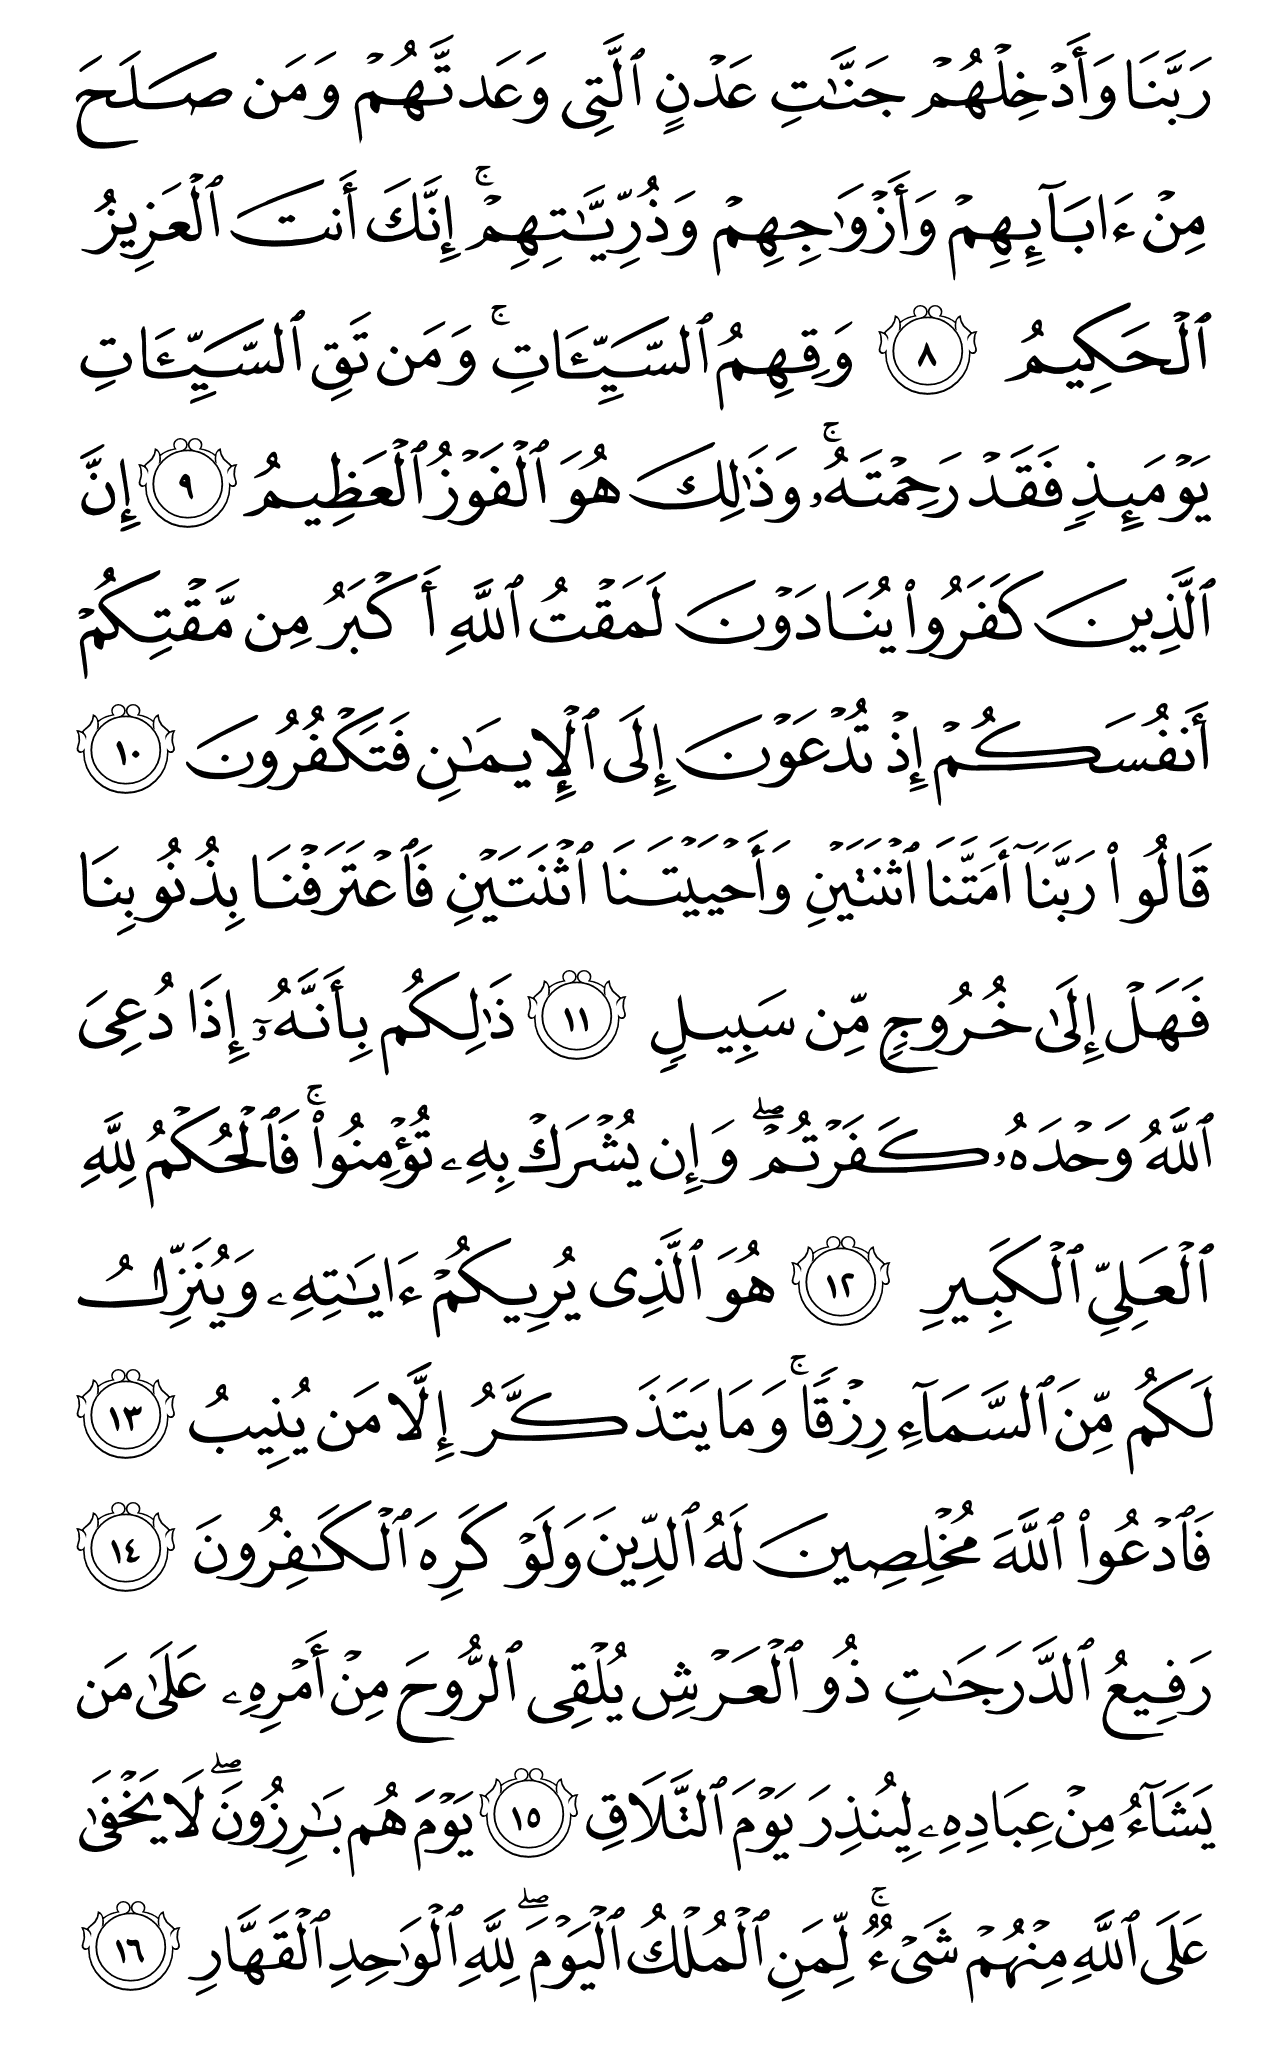 رَبَّنَا وَأَدۡخِلۡهُمۡ جَنَّٰتِ عَدۡنٍ ٱلَّتِي وَعَدتَّهُمۡ وَمَن صَلَحَ
مِنۡ ءَابَآئِهِمۡ وَأَزۡوَٰجِهِمۡ وَذُرِّيَّٰتِهِمۡۚ إِنَّكَ أَنتَ ٱلۡعَزِيزُ
ٱلۡحَكِيمُ ٨ وَقِهِمُ ٱلسَّيِّـَٔاتِۚ وَمَن تَقِ ٱلسَّيِّـَٔاتِ
يَوۡمَئِذٍ فَقَدۡ رَحِمۡتَهُۥۚ وَذَٰلِكَ هُوَ ٱلۡفَوۡزُ ٱلۡعَظِيمُ ٩ إِنَّ
ٱلَّذِينَ كَفَرُواْ يُنَادَوۡنَ لَمَقۡتُ ٱللَّهِ أَكۡبَرُ مِن مَّقۡتِكُمۡ
أَنفُسَكُمۡ إِذۡ تُدۡعَوۡنَ إِلَى ٱلۡإِيمَٰنِ فَتَكۡفُرُونَ ١٠
قَالُواْ رَبَّنَآ أَمَتَّنَا ٱثۡنَتَيۡنِ وَأَحۡيَيۡتَنَا ٱثۡنَتَيۡنِ فَٱعۡتَرَفۡنَا بِذُنُوبِنَا
فَهَلۡ إِلَىٰ خُرُوجٖ مِّن سَبِيلٖ ١١ ذَٰلِكُم بِأَنَّهُۥٓ إِذَا دُعِيَ
ٱللَّهُ وَحۡدَهُۥ كَفَرۡتُمۡۖ وَإِن يُشۡرَكۡ بِهِۦ تُؤۡمِنُواْۚ فَٱلۡحُكۡمُ لِلَّهِ
ٱلۡعَلِيِّ ٱلۡكَبِيرِ ١٢ هُوَ ٱلَّذِي يُرِيكُمۡ ءَايَٰتِهِۦ وَيُنَزِّلُ
لَكُم مِّنَ ٱلسَّمَآءِ رِزۡقٗاۚ وَمَا يَتَذَكَّرُ إِلَّا مَن يُنِيبُ ١٣
فَٱدۡعُواْ ٱللَّهَ مُخۡلِصِينَ لَهُ ٱلدِّينَ وَلَوۡ كَرِهَ ٱلۡكَٰفِرُونَ ١٤
رَفِيعُ ٱلدَّرَجَٰتِ ذُو ٱلۡعَرۡشِ يُلۡقِي ٱلرُّوحَ مِنۡ أَمۡرِهِۦ عَلَىٰ مَن
يَشَآءُ مِنۡ عِبَادِهِۦ لِيُنذِرَ يَوۡمَ ٱلتَّلَاقِ ١٥ يَوۡمَ هُم بَٰرِزُونَۖ لَا يَخۡفَىٰ
عَلَى ٱللَّهِ مِنۡهُمۡ شَيۡءٞۚ لِّمَنِ ٱلۡمُلۡكُ ٱلۡيَوۡمَۖ لِلَّهِ ٱلۡوَٰحِدِ ٱلۡقَهَّارِ ١٦